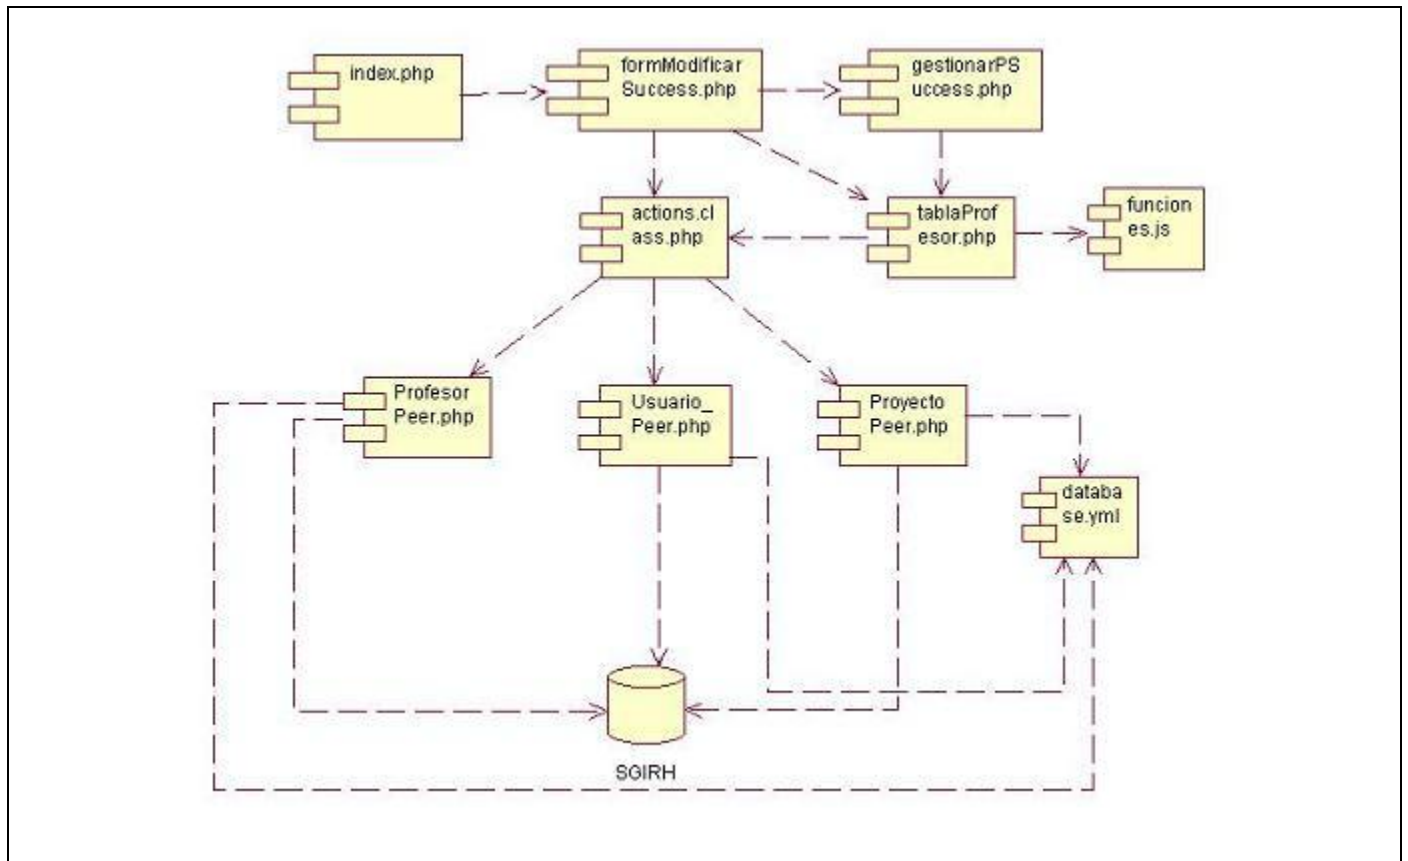 index.php
formModificar
Success.php
gestionarPS
uccess.php
actions.cl
ass.php
tablaProf
esor.php
funcion
es.js
Profesor
Peer.php
Usuario_
Peer.php
Proyecto
Peer.php
databa
se.yml
SGIRH